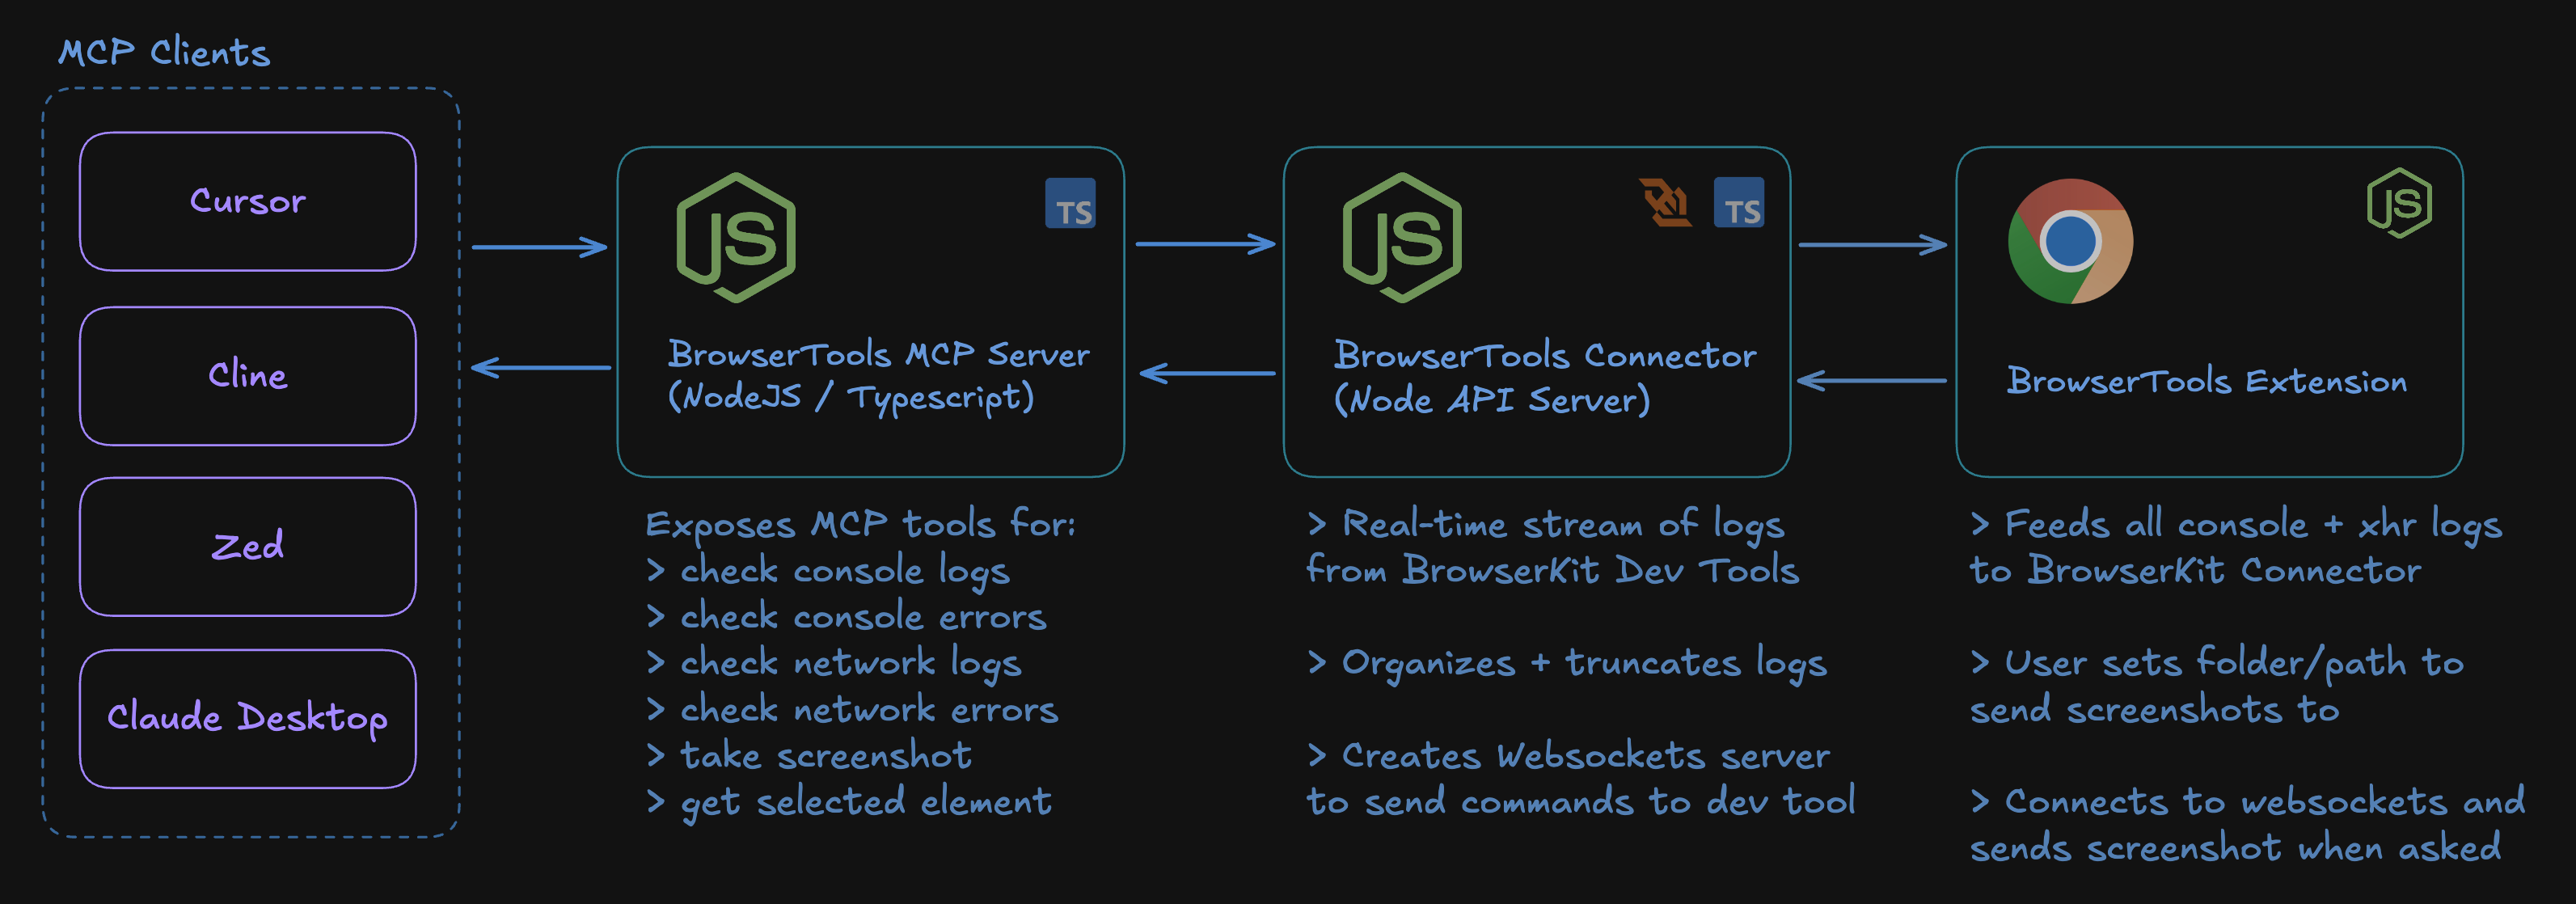 MCP Clients
Cursor
Cline
Zed
Claude Desktop
JS
TS
BrowserTools MCP Server
(NodeJS / Typescript)
Exposes MCP tools for:
> check console logs
> check console errors
> check network logs
> check network errors
> take screenshot
> get selected element
JS
TS
BrowserTools Connector
(Node API Server)
> Real-time stream of logs
from BrowserKit Dev Tools
> Organizes + truncates logs
> Creates Websockets server
to send commands to dev tool
JS
BrowserTools Extension
> Feeds all console + xhr logs
to BrowserKit Connector
> User sets folder/path to
send screenshots to
> Connects to websockets and
sends screenshot when asked